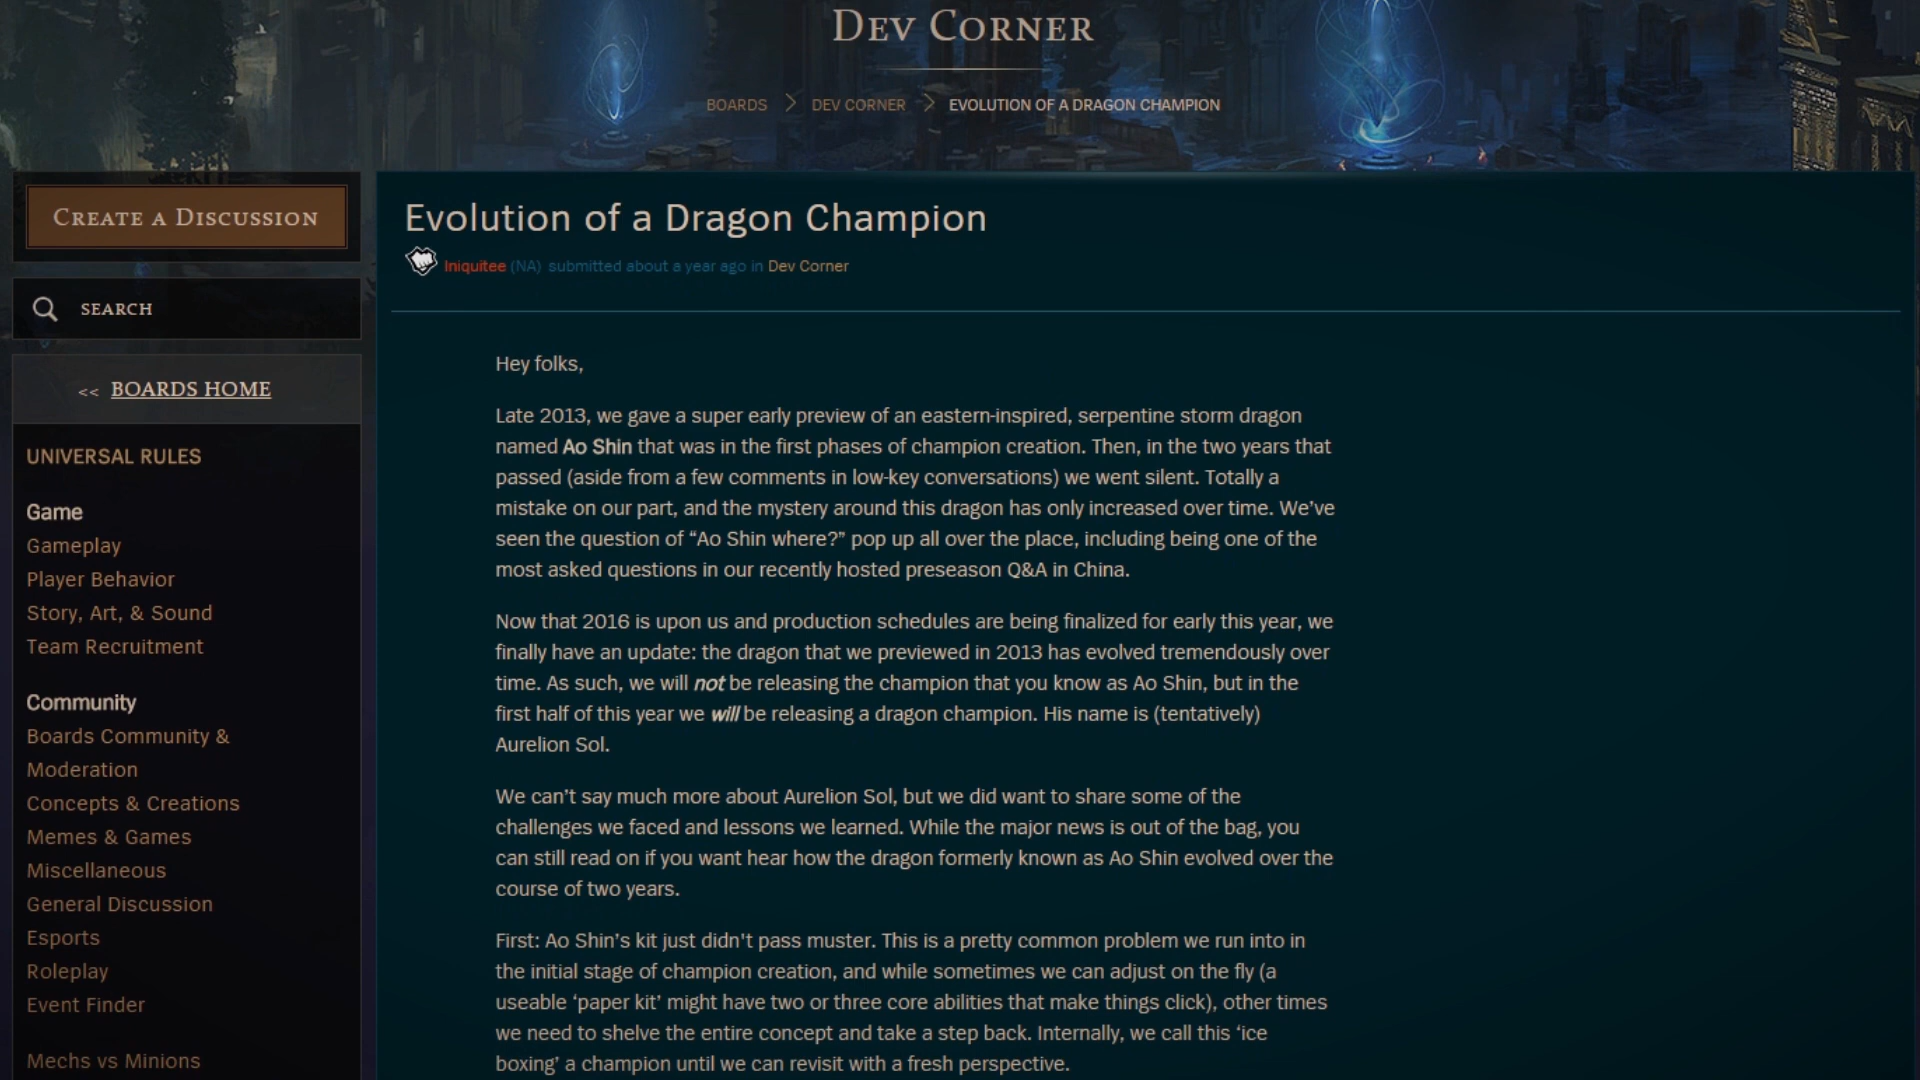 DEV CORNER
BOARDS > DEV CORNER > EVOLUTION OF A DRAGON CHAMPION
CREATE A DISCUSSION
SEARCH
<< BOARDS HOME
UNIVERSAL RULES
Game
Gameplay
Player Behavior
Story, Art, & Sound
Team Recruitment
Community
Boards Community &
Moderation
Concepts & Creations
Memes & Games
Miscellaneous
General Discussion
Esports
Roleplay
Event Finder
Mechs vs Minions
Evolution of a Dragon Champion
Iniquitee (NA) submitted about a year ago in Dev Corner
Hey folks,
Late 2013, we gave a super early preview of an eastern-inspired, serpentine storm dragon
named Ao Shin that was in the first phases of champion creation. Then, in the two years that
passed (aside from a few comments in low-key conversations) we went silent. Totally a
mistake on our part, and the mystery around this dragon has only increased over time. We've
seen the question of “Ao Shin where?” pop up all over the place, including being one of the
most asked questions in our recently hosted preseason Q&A in China.
Now that 2016 is upon us and production schedules are being finalized for early this year, we
finally have an update: the dragon that we previewed in 2013 has evolved tremendously over
time. As such, we will not be releasing the champion that you know as Ao Shin, but in the
first half of this year we will be releasing a dragon champion. His name is (tentatively)
Aurelion Sol.
We can't say much more about Aurelion Sol, but we did want to share some of the
challenges we faced and lessons we learned. While the major news is out of the bag, you
can still read on if you want hear how the dragon formerly known as Ao Shin evolved over the
course of two years.
First: Ao Shin's kit just didn't pass muster. This is a pretty common problem we run into in
the initial stage of champion creation, and while sometimes we can adjust on the fly (a
useable ‘paper kit’ might have two or three core abilities that make things click), other times
we need to shelve the entire concept and take a step back. Internally, we call this ‘ice
boxing’ a champion until we can revisit with a fresh perspective.